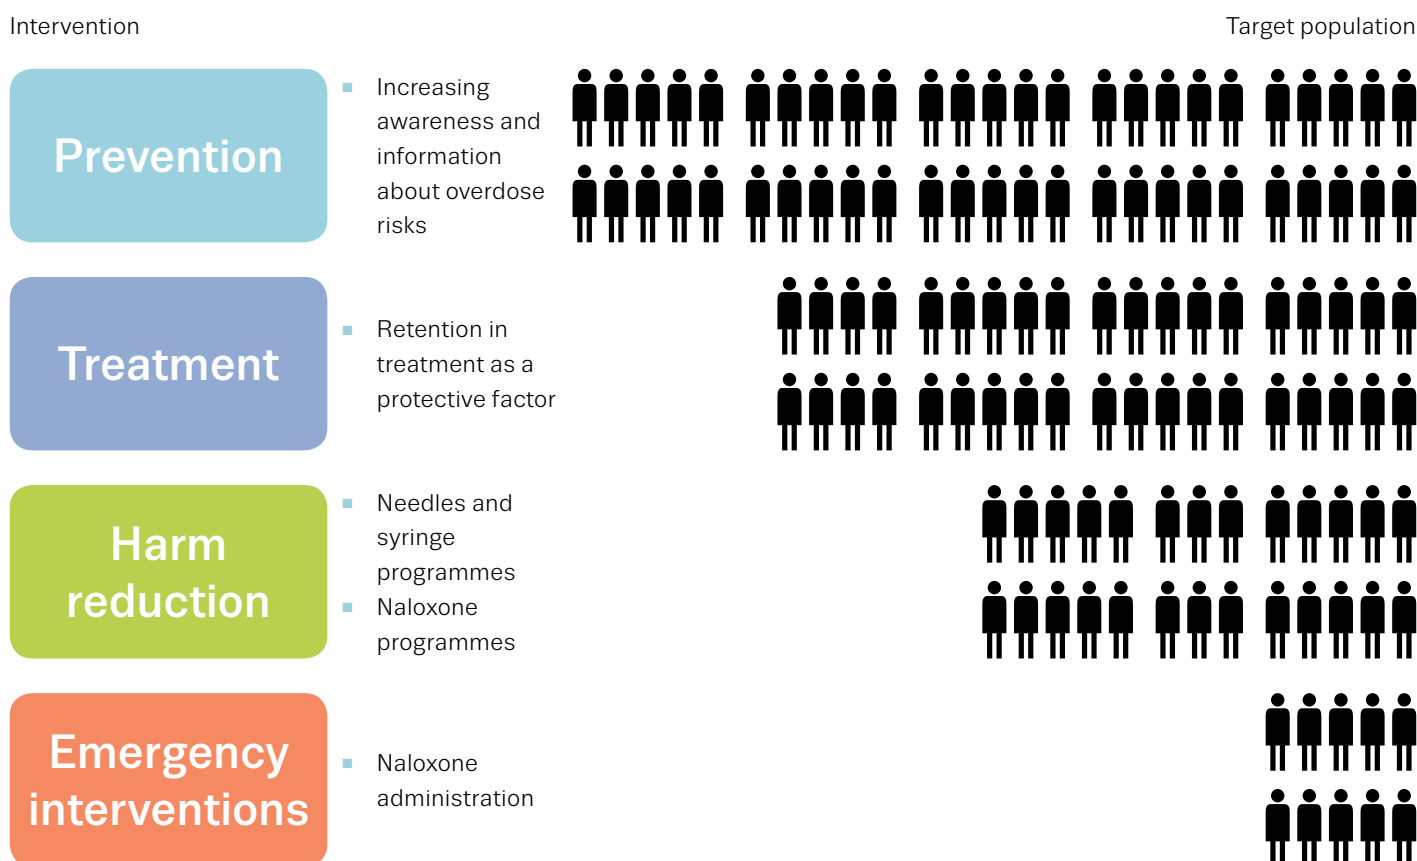 Intervention
Target population
Prevention
Increasing
awareness and
information
about overdose
risks
Treatment
Retention in
treatment as a
protective factor
Harm
reduction
Needles and
syringe
programmes
Naloxone
programmes
Emergency
interventions
Naloxone
administration